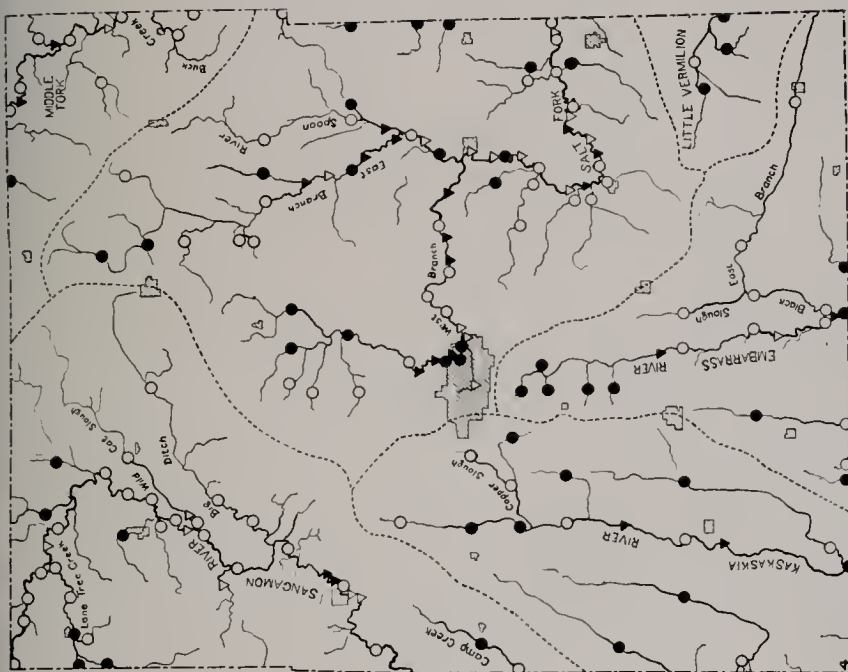 MIDDLE
FORK
Creek
Buck
Spoon
River
East
Branch
FORK
SALT
LITTLE VERMILION
Branch
East
Slough
Black
West
Branch
EMBARRASS
RIVER
Wild
Cat
Slough
Big
Ditch
Lone Tree Creek
RIVER
SANGAMON
Camp Creek
Copper Slough
RIVER
KASKASKIA